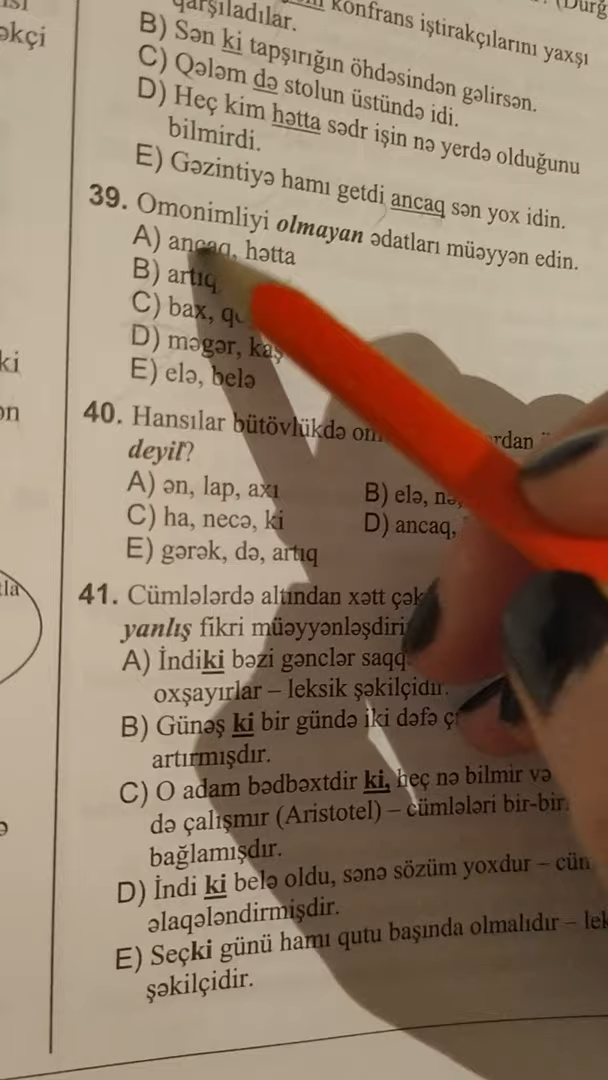 əkçi
qarşıladılar.
konfrans iştirakçılarını yaxşı
B) Sən ki tapşırığın öhdəsindən gəlirsən.
C) Qələm də stolun üstündə idi.
D) Heç kim hətta sədr işin nə yerdə olduğunu
bilmirdi.
E) Gəzintiyə hamı getdi ancaq sən yox idin.
39. Omonimliyi olmayan ədatları müəyyən edin.
A) ancaq, hətta
B) artıq
C) bax,
D) məgər, kaş
E) elə, belə
40. Hansılar bütövlükdə
deyil?
A) ən, lap, axı
B) elə, nə,
C) ha, necə, ki
D) ancaq,
E) gərək, də, artıq
41. Cümlələrdə altından xətt
yanlış fikri
A) İndiki bəzi gənclər
oxşayırlar – leksik şəkilçidir.
B) Günəş ki bir gündə iki dəfə
artırmışdır.
C) O adam bədbəxtdir ki, heç nə bilmir və
də çalışmır (Aristotel) – cümlələri
bağlamışdır.
D) İndi ki belə oldu, sənə sözüm yoxdur –
əlaqələndirmişdir.
E) Seçki günü hamı qutu başında olmalıdır –
şəkilçidir.